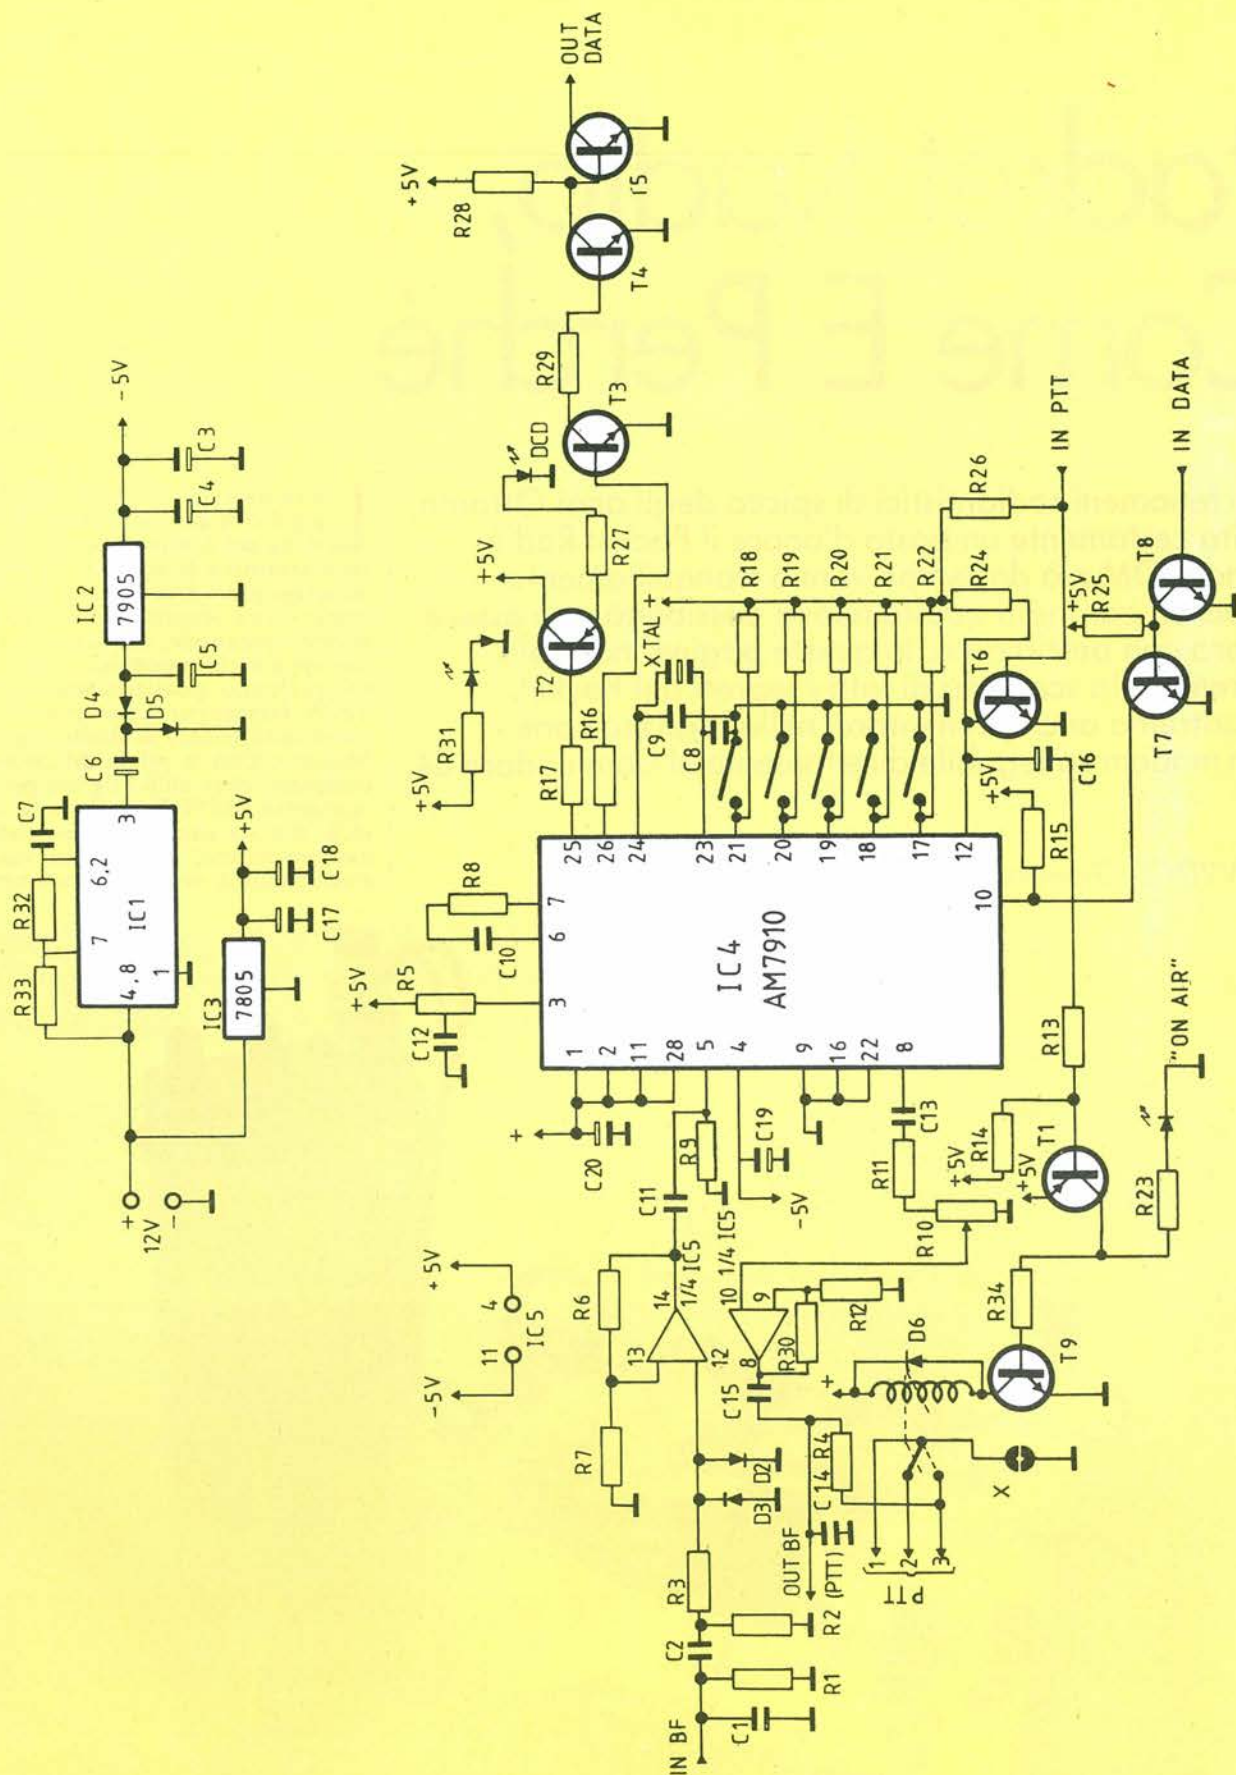 +
12V
-
R33
R32
C7
7
6,2
4,8
3
1
IC1
C6
D4
D5
C5
IC2
7905
C4
C3
-5V
IC3
7805
+5V
C17
C18
-5V
+5V
11
4
IC5
IN BF
C1
R1
C2
R2
R3
D3
D2
R7
R6
13
12
14
1/4 IC5
C11
R9
C20
+
C19
-5V
+5V
R5
C12
C10
R8
IC4
AM7910
1
2
11
28
5
4
9
16
22
8
3
6
7
25
26
24
23
21
20
19
18
17
12
10
R17
R16
+5V
R31
T2
+5V
R27
DCD
T3
R29
T4
+5V
R28
T5
OUT
DATA
C9
C8
XTAL
+
R18
R19
R20
R21
R22
R24
R26
T6
C16
+5V
R15
+5V
R25
T7
T8
IN PTT
IN DATA
C13
R11
R10
1/4 IC5
10
9
8
R30
R12
C15
OUT BF
(PTT)
C14
R4
PTT
1
2
3
X
+
D6
T9
R34
+5V
T1
R14
+5V
R13
R23
"ON AIR"